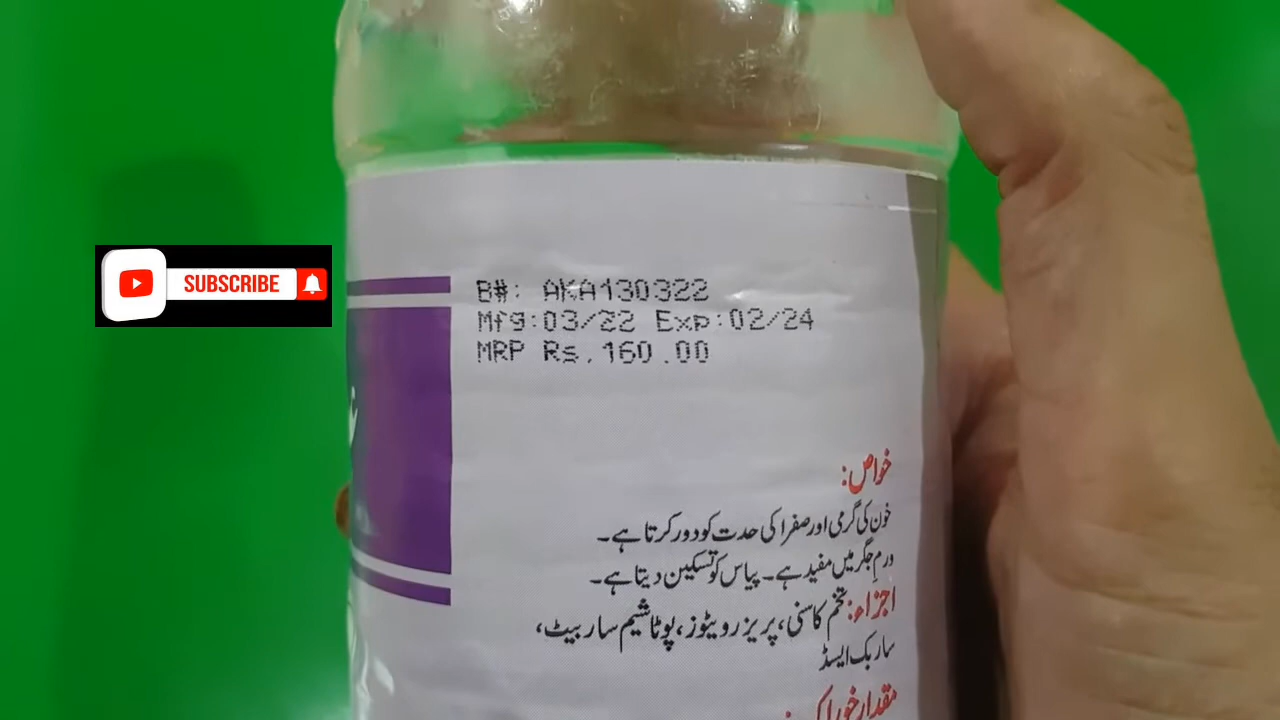 SUBSCRIBE
B#: AKA130322
Mfg:03/22 Exp:02/24
MRP Rs.160.00
خواص:
خون کی گرمی اور صفرا کی حدت کو دور کرتا ہے۔
ورمِ جگر میں مفید ہے۔ پیاس کو تسکین دیتا ہے۔
اجزاء: تخم کاسنی، پریزرویٹوز، پوٹاشیم ساربیٹ،
ساربک ایسڈ
مقدار خوراک: